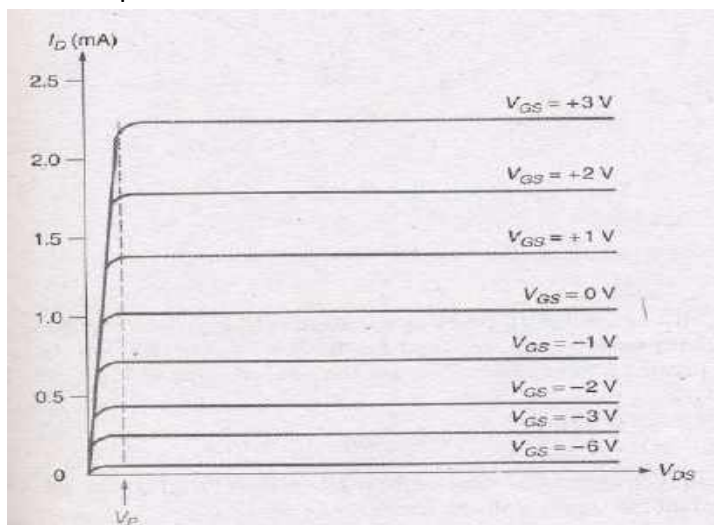 I_D (mA)
2.5
V_GS = +3 V
2.0
V_GS = +2 V
1.5
V_GS = +1 V
V_GS = 0 V
1.0
V_GS = −1 V
0.5
V_GS = −2 V
V_GS = −3 V
V_GS = −6 V
0
V_DS
V_P